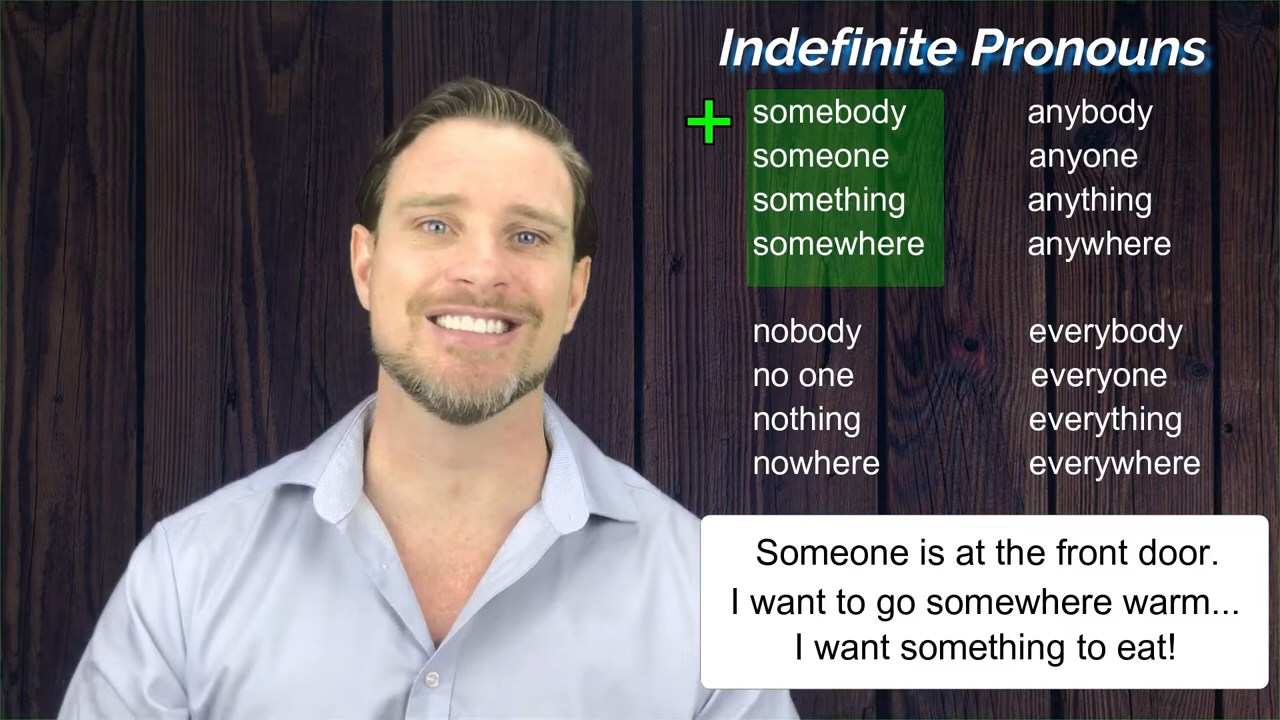 Indefinite Pronouns
somebody
someone
something
somewhere
anybody
anyone
anything
anywhere
nobody
no one
nothing
nowhere
everybody
everyone
everything
everywhere
Someone is at the front door.
I want to go somewhere warm...
I want something to eat!